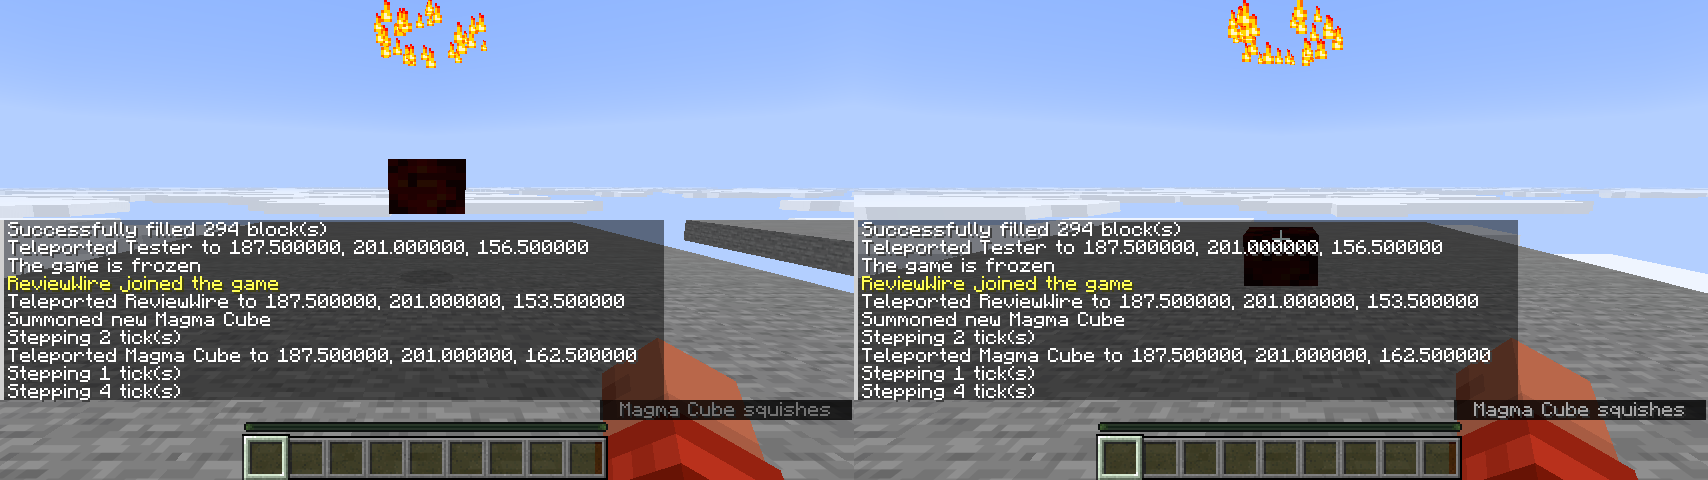 Successfully filled 294 block(s)
Teleported Tester to 187.500000, 201.000000, 156.500000
The game is frozen
ReviewWire joined the game
Teleported ReviewWire to 187.500000, 201.000000, 153.500000
Summoned new Magma Cube
Stepping 2 tick(s)
Teleported Magma Cube to 187.500000, 201.000000, 162.500000
Stepping 1 tick(s)
Stepping 4 tick(s)
Magma Cube squishes
Successfully filled 294 block(s)
Teleported Tester to 187.500000, 201.000000, 156.500000
The game is frozen
ReviewWire joined the game
Teleported ReviewWire to 187.500000, 201.000000, 153.500000
Summoned new Magma Cube
Stepping 2 tick(s)
Teleported Magma Cube to 187.500000, 201.000000, 162.500000
Stepping 1 tick(s)
Stepping 4 tick(s)
Magma Cube squishes